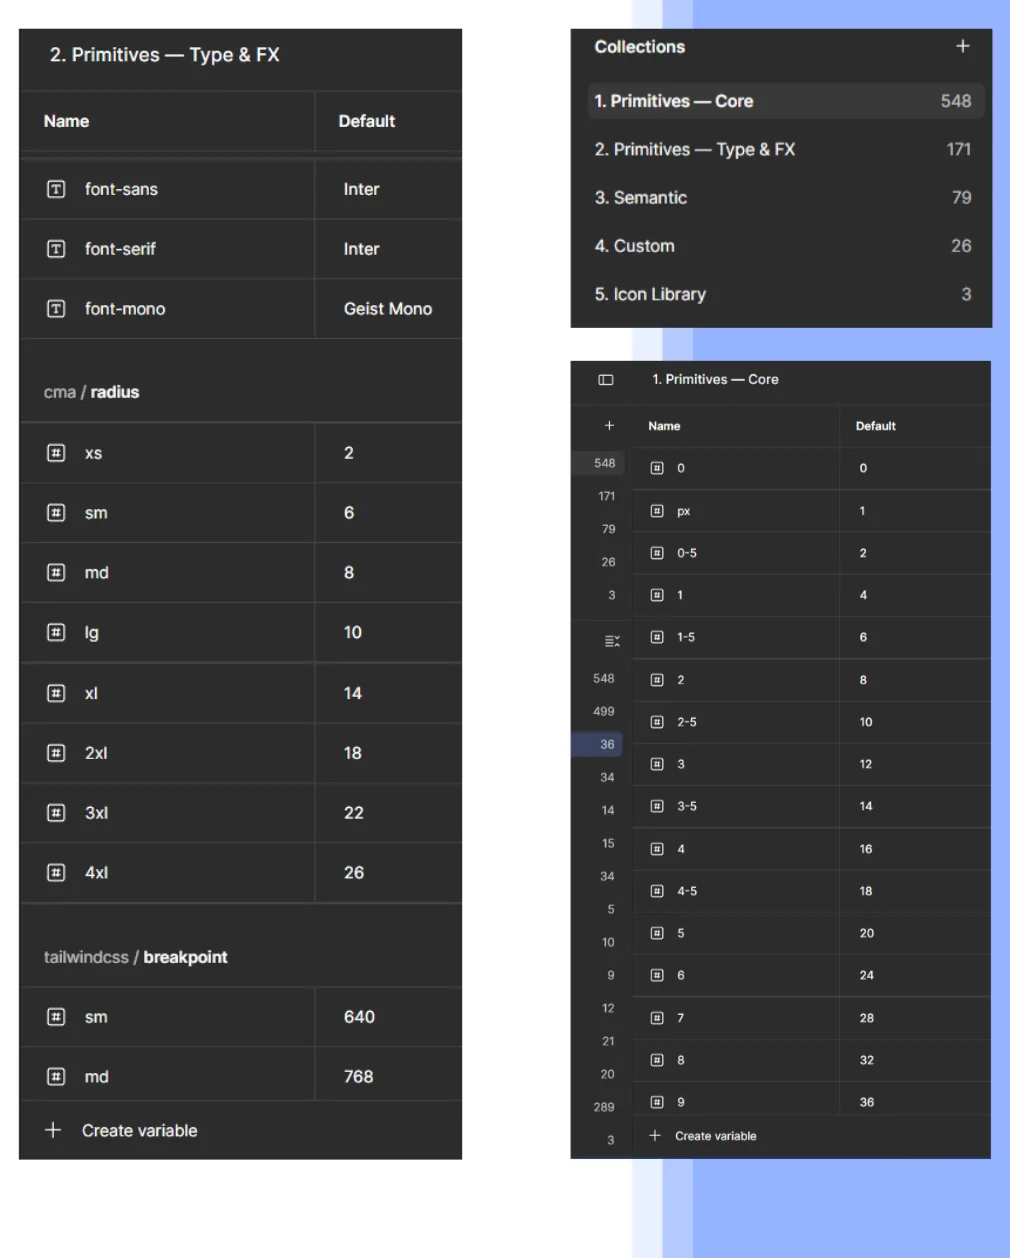 2. Primitives — Type & FX
Name Default
font-sans Inter
font-serif Inter
font-mono Geist Mono
cma / radius
xs 2
sm 6
md 8
lg 10
xl 14
2xl 18
3xl 22
4xl 26
tailwindcss / breakpoint
sm 640
md 768
+ Create variable
Collections +
1. Primitives — Core 548
2. Primitives — Type & FX 171
3. Semantic 79
4. Custom 26
5. Icon Library 3
1. Primitives — Core
+
548
171
79
26
3
548
499
36
34
14
15
34
5
10
9
12
21
20
289
3
Name Default
0 0
px 1
0-5 2
1 4
1-5 6
2 8
2-5 10
3 12
3-5 14
4 16
4-5 18
5 20
6 24
7 28
8 32
9 36
+ Create variable